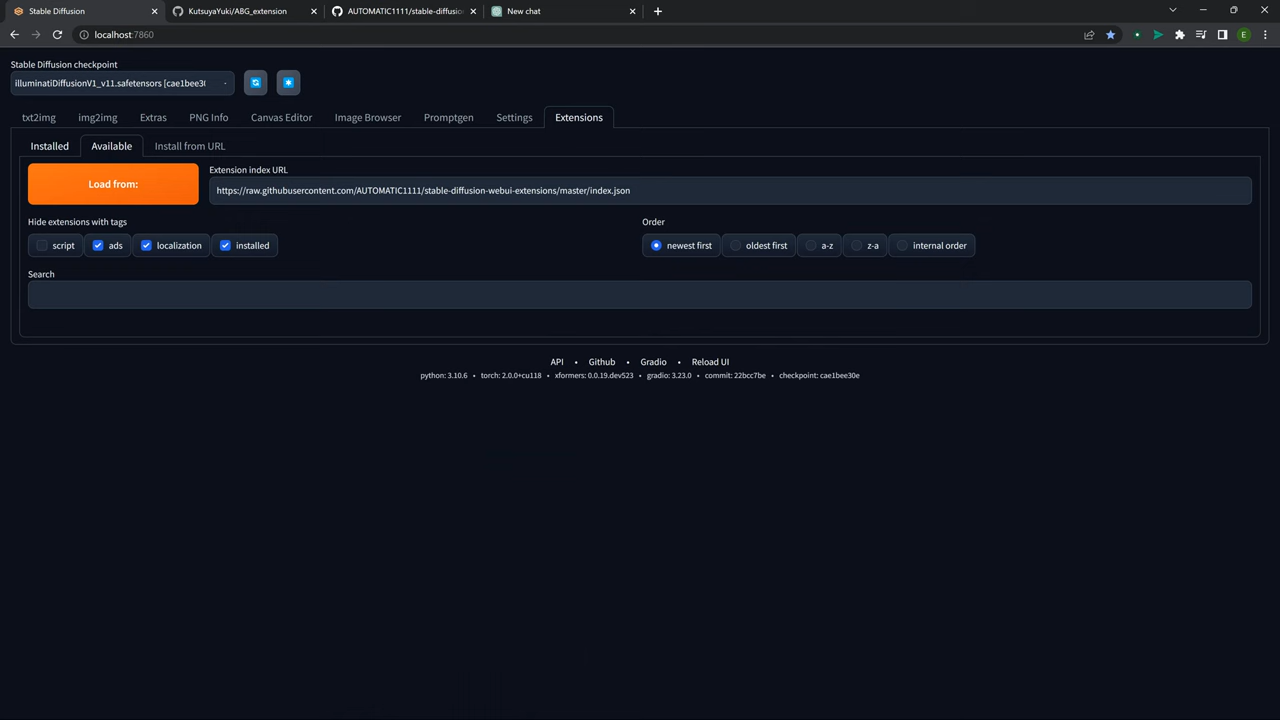 Stable Diffusion
KutsuyaYuki/ABG_extension
AUTOMATIC1111/stable-diffusion
New chat
localhost:7860
E
Stable Diffusion checkpoint
illuminatiDiffusionV1_v11.safetensors [cae1bee30
txt2img
img2img
Extras
PNG Info
Canvas Editor
Image Browser
Promptgen
Settings
Extensions
Installed
Available
Install from URL
Load from:
Extension index URL
https://raw.githubusercontent.com/AUTOMATIC1111/stable-diffusion-webui-extensions/master/index.json
Hide extensions with tags
Order
script
ads
localization
installed
newest first
oldest first
a-z
z-a
internal order
Search
API • Github • Gradio • Reload UI
python: 3.10.6 • torch: 2.0.0+cu118 • xformers: 0.0.19.dev523 • gradio: 3.23.0 • commit: 22bcc7be • checkpoint: cae1bee30e